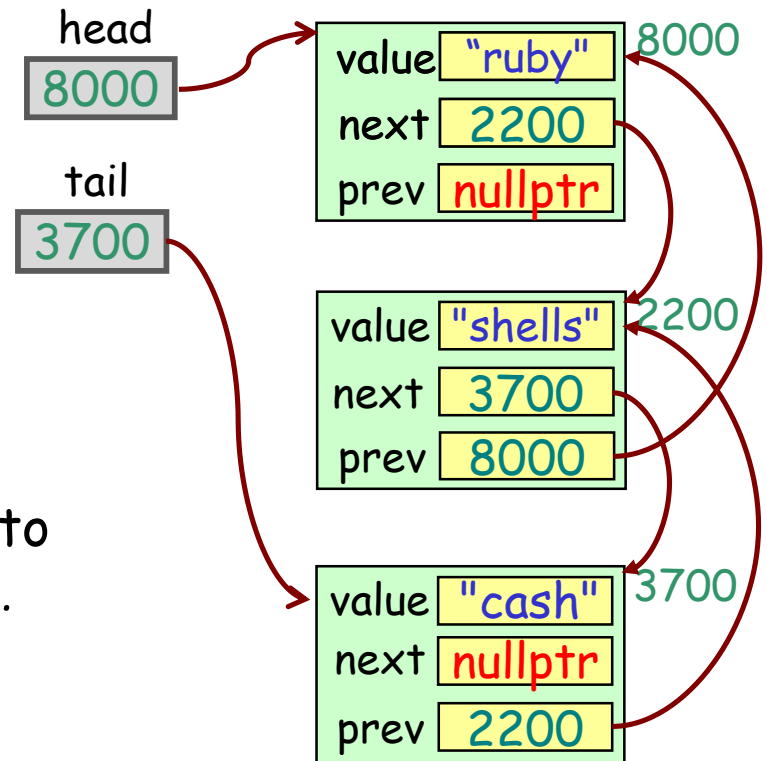 head
8000
tail
3700
to
.
value “ruby" 8000
next 2200
prev nullptr
value "shells" 2200
next 3700
prev 8000
value "cash" 3700
next nullptr
prev 2200